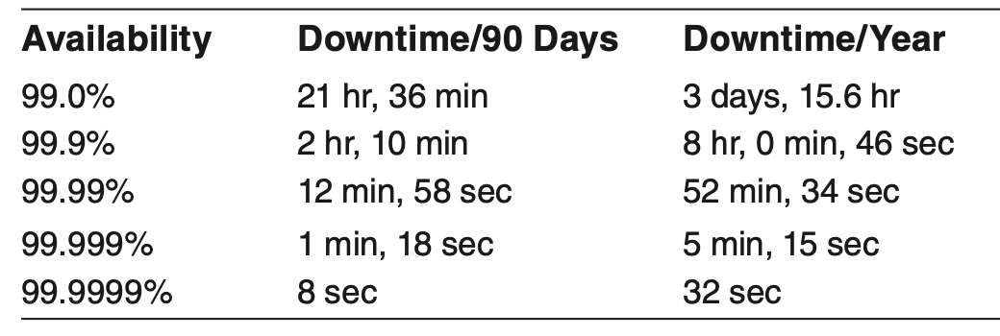 Availability Downtime/90 Days Downtime/Year
99.0% 21 hr, 36 min 3 days, 15.6 hr
99.9% 2 hr, 10 min 8 hr, 0 min, 46 sec
99.99% 12 min, 58 sec 52 min, 34 sec
99.999% 1 min, 18 sec 5 min, 15 sec
99.9999% 8 sec 32 sec